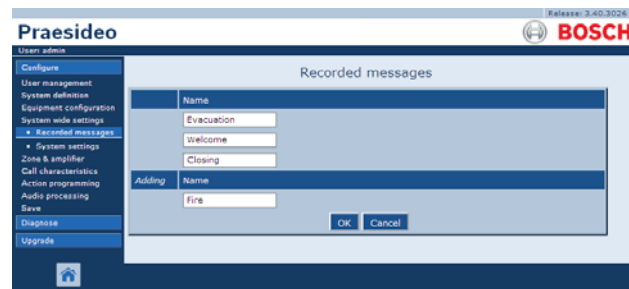 Release: 3.40.3026
Praesideo
BOSCH
User: admin
Configure
User management
System definition
Equipment configuration
System wide settings
• Recorded messages
• System settings
Zone & amplifier
Call characteristics
Action programming
Audio processing
Save
Diagnose
Upgrade
Recorded messages
Name
Evacuation
Welcome
Closing
Adding Name
Fire
OK Cancel